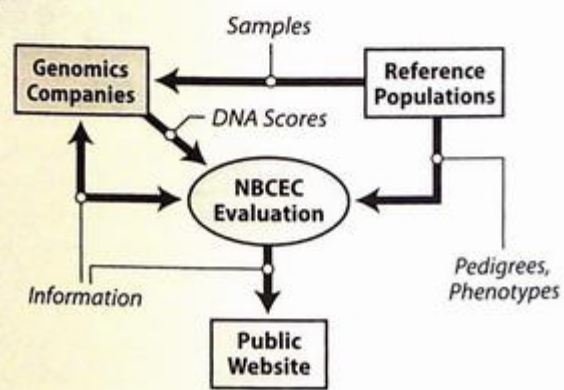 Samples
Genomics
Companies
Reference
Populations
DNA Scores
NBCEC
Evaluation
Pedigrees,
Phenotypes
Information
Public
Website